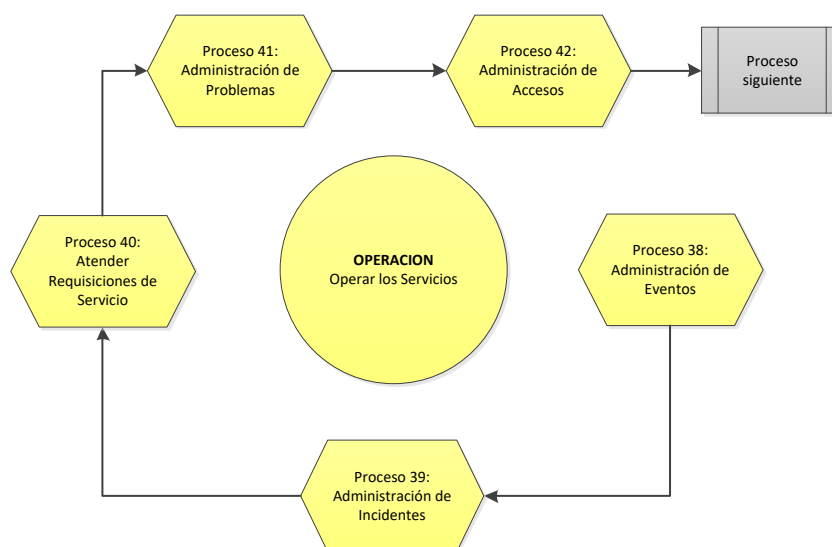 Proceso 41:
Administración de
Problemas
Proceso 42:
Administración de
Accesos
Proceso
siguiente
Proceso 40:
Atender
Requisiciones de
Servicio
OPERACION
Operar los Servicios
Proceso 38:
Administración de
Eventos
Proceso 39:
Administración de
Incidentes